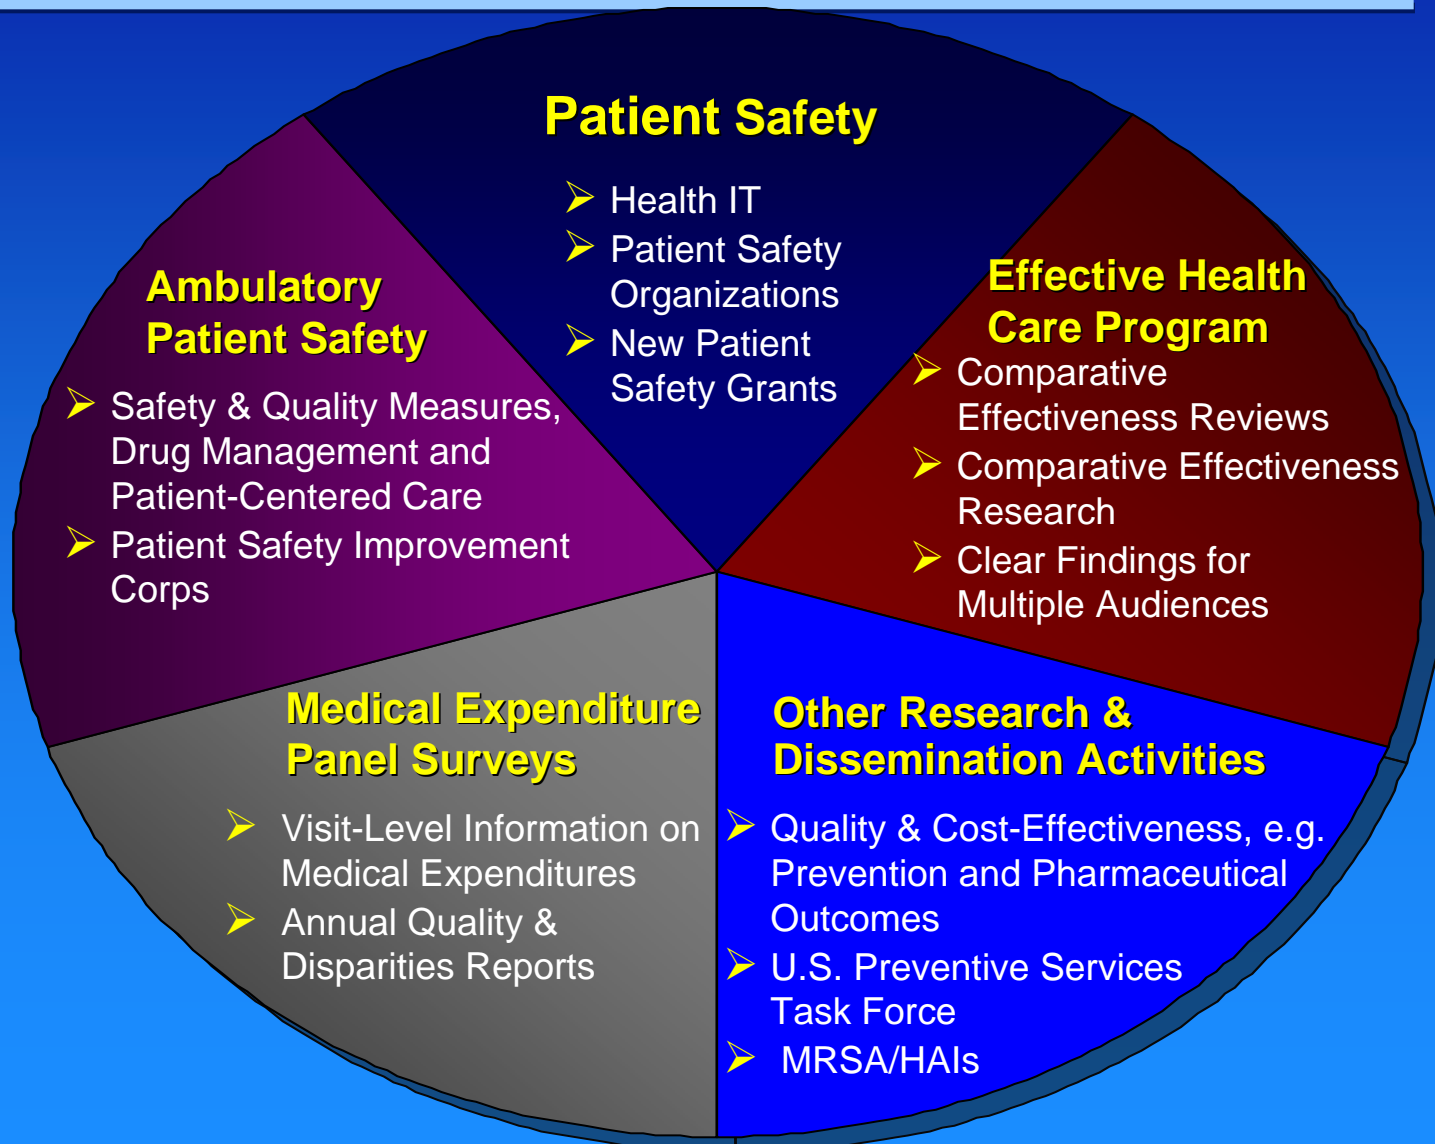 Patient Safety
Health IT
Patient Safety
Organizations
New Patient
Safety Grants
Ambulatory
Patient Safety
Safety & Quality Measures,
Drug Management and
Patient-Centered Care
Patient Safety Improvement
Corps
Effective Health
Care Program
Comparative
Effectiveness Reviews
Comparative Effectiveness
Research
Clear Findings for
Multiple Audiences
Medical Expenditure
Panel Surveys
Visit-Level Information on
Medical Expenditures
Annual Quality &
Disparities Reports
Other Research &
Dissemination Activities
Quality & Cost-Effectiveness, e.g.
Prevention and Pharmaceutical
Outcomes
U.S. Preventive Services
Task Force
MRSA/HAIs